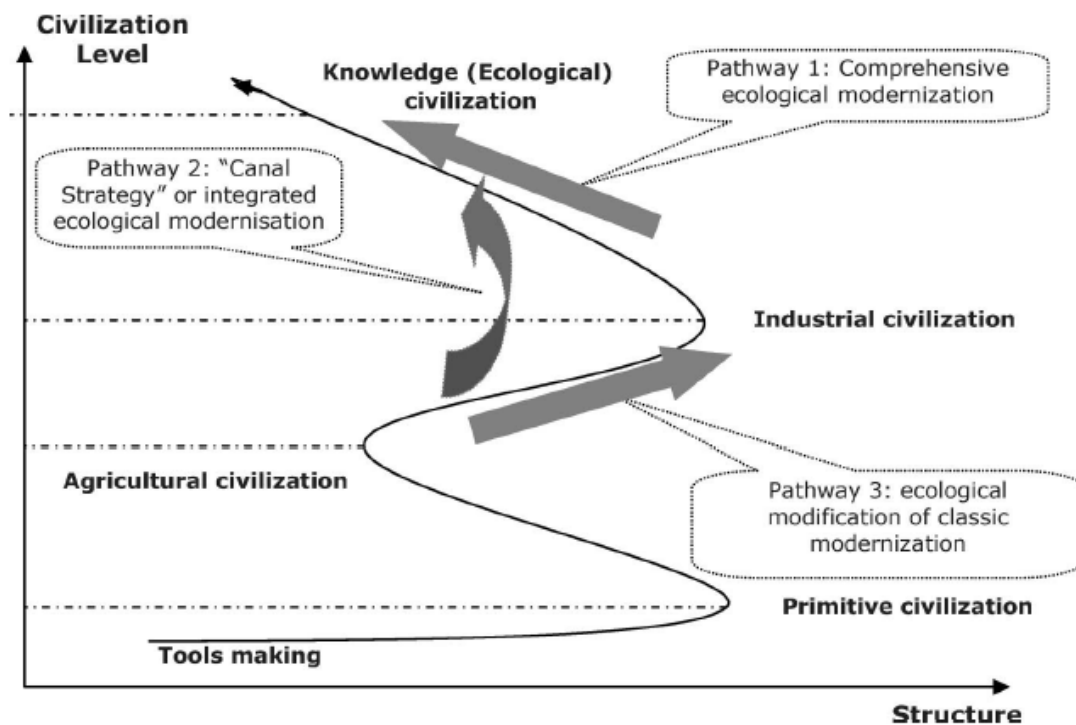 Civilization
Level
Knowledge (Ecological)
civilization
Pathway 1: Comprehensive
ecological modernization
Pathway 2: “Canal
Strategy” or integrated
ecological modernisation
Industrial civilization
Agricultural civilization
Pathway 3: ecological
modification of classic
modernization
Primitive civilization
Tools making
Structure